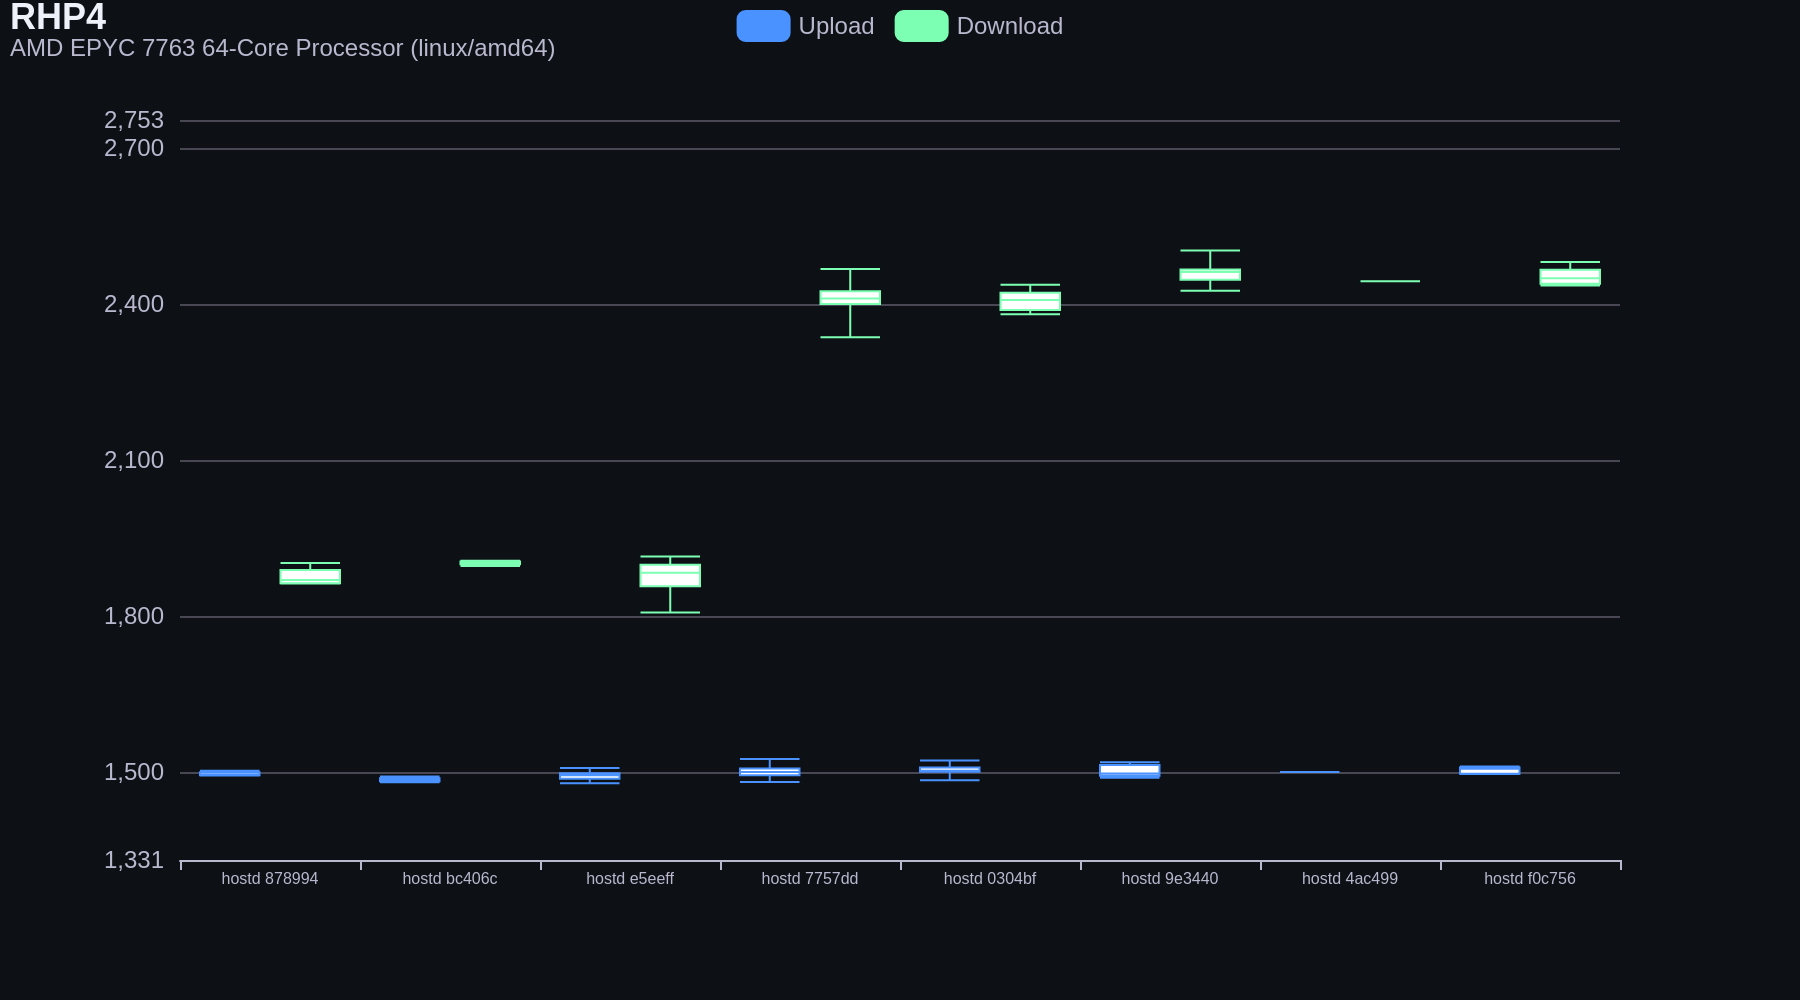 RHP4
AMD EPYC 7763 64-Core Processor (linux/amd64)
Upload Download
2,753
2,700
2,400
2,100
1,800
1,500
1,331
hostd 878994 hostd bc406c hostd e5eeff hostd 7757dd hostd 0304bf hostd 9e3440 hostd 4ac499 hostd f0c756